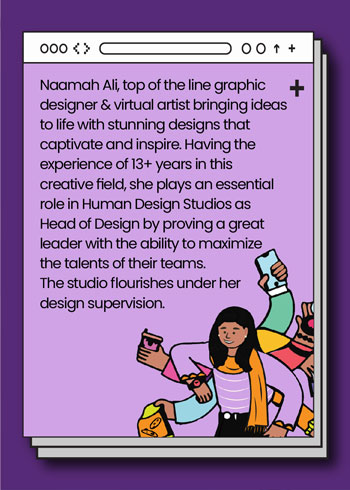 Naamah Ali, top of the line graphic
designer & virtual artist bringing ideas
to life with stunning designs that
captivate and inspire. Having the
experience of 13+ years in this
creative field, she plays an essential
role in Human Design Studios as
Head of Design by proving a great
leader with the ability to maximize
the talents of their teams.
The studio flourishes under her
design supervision.